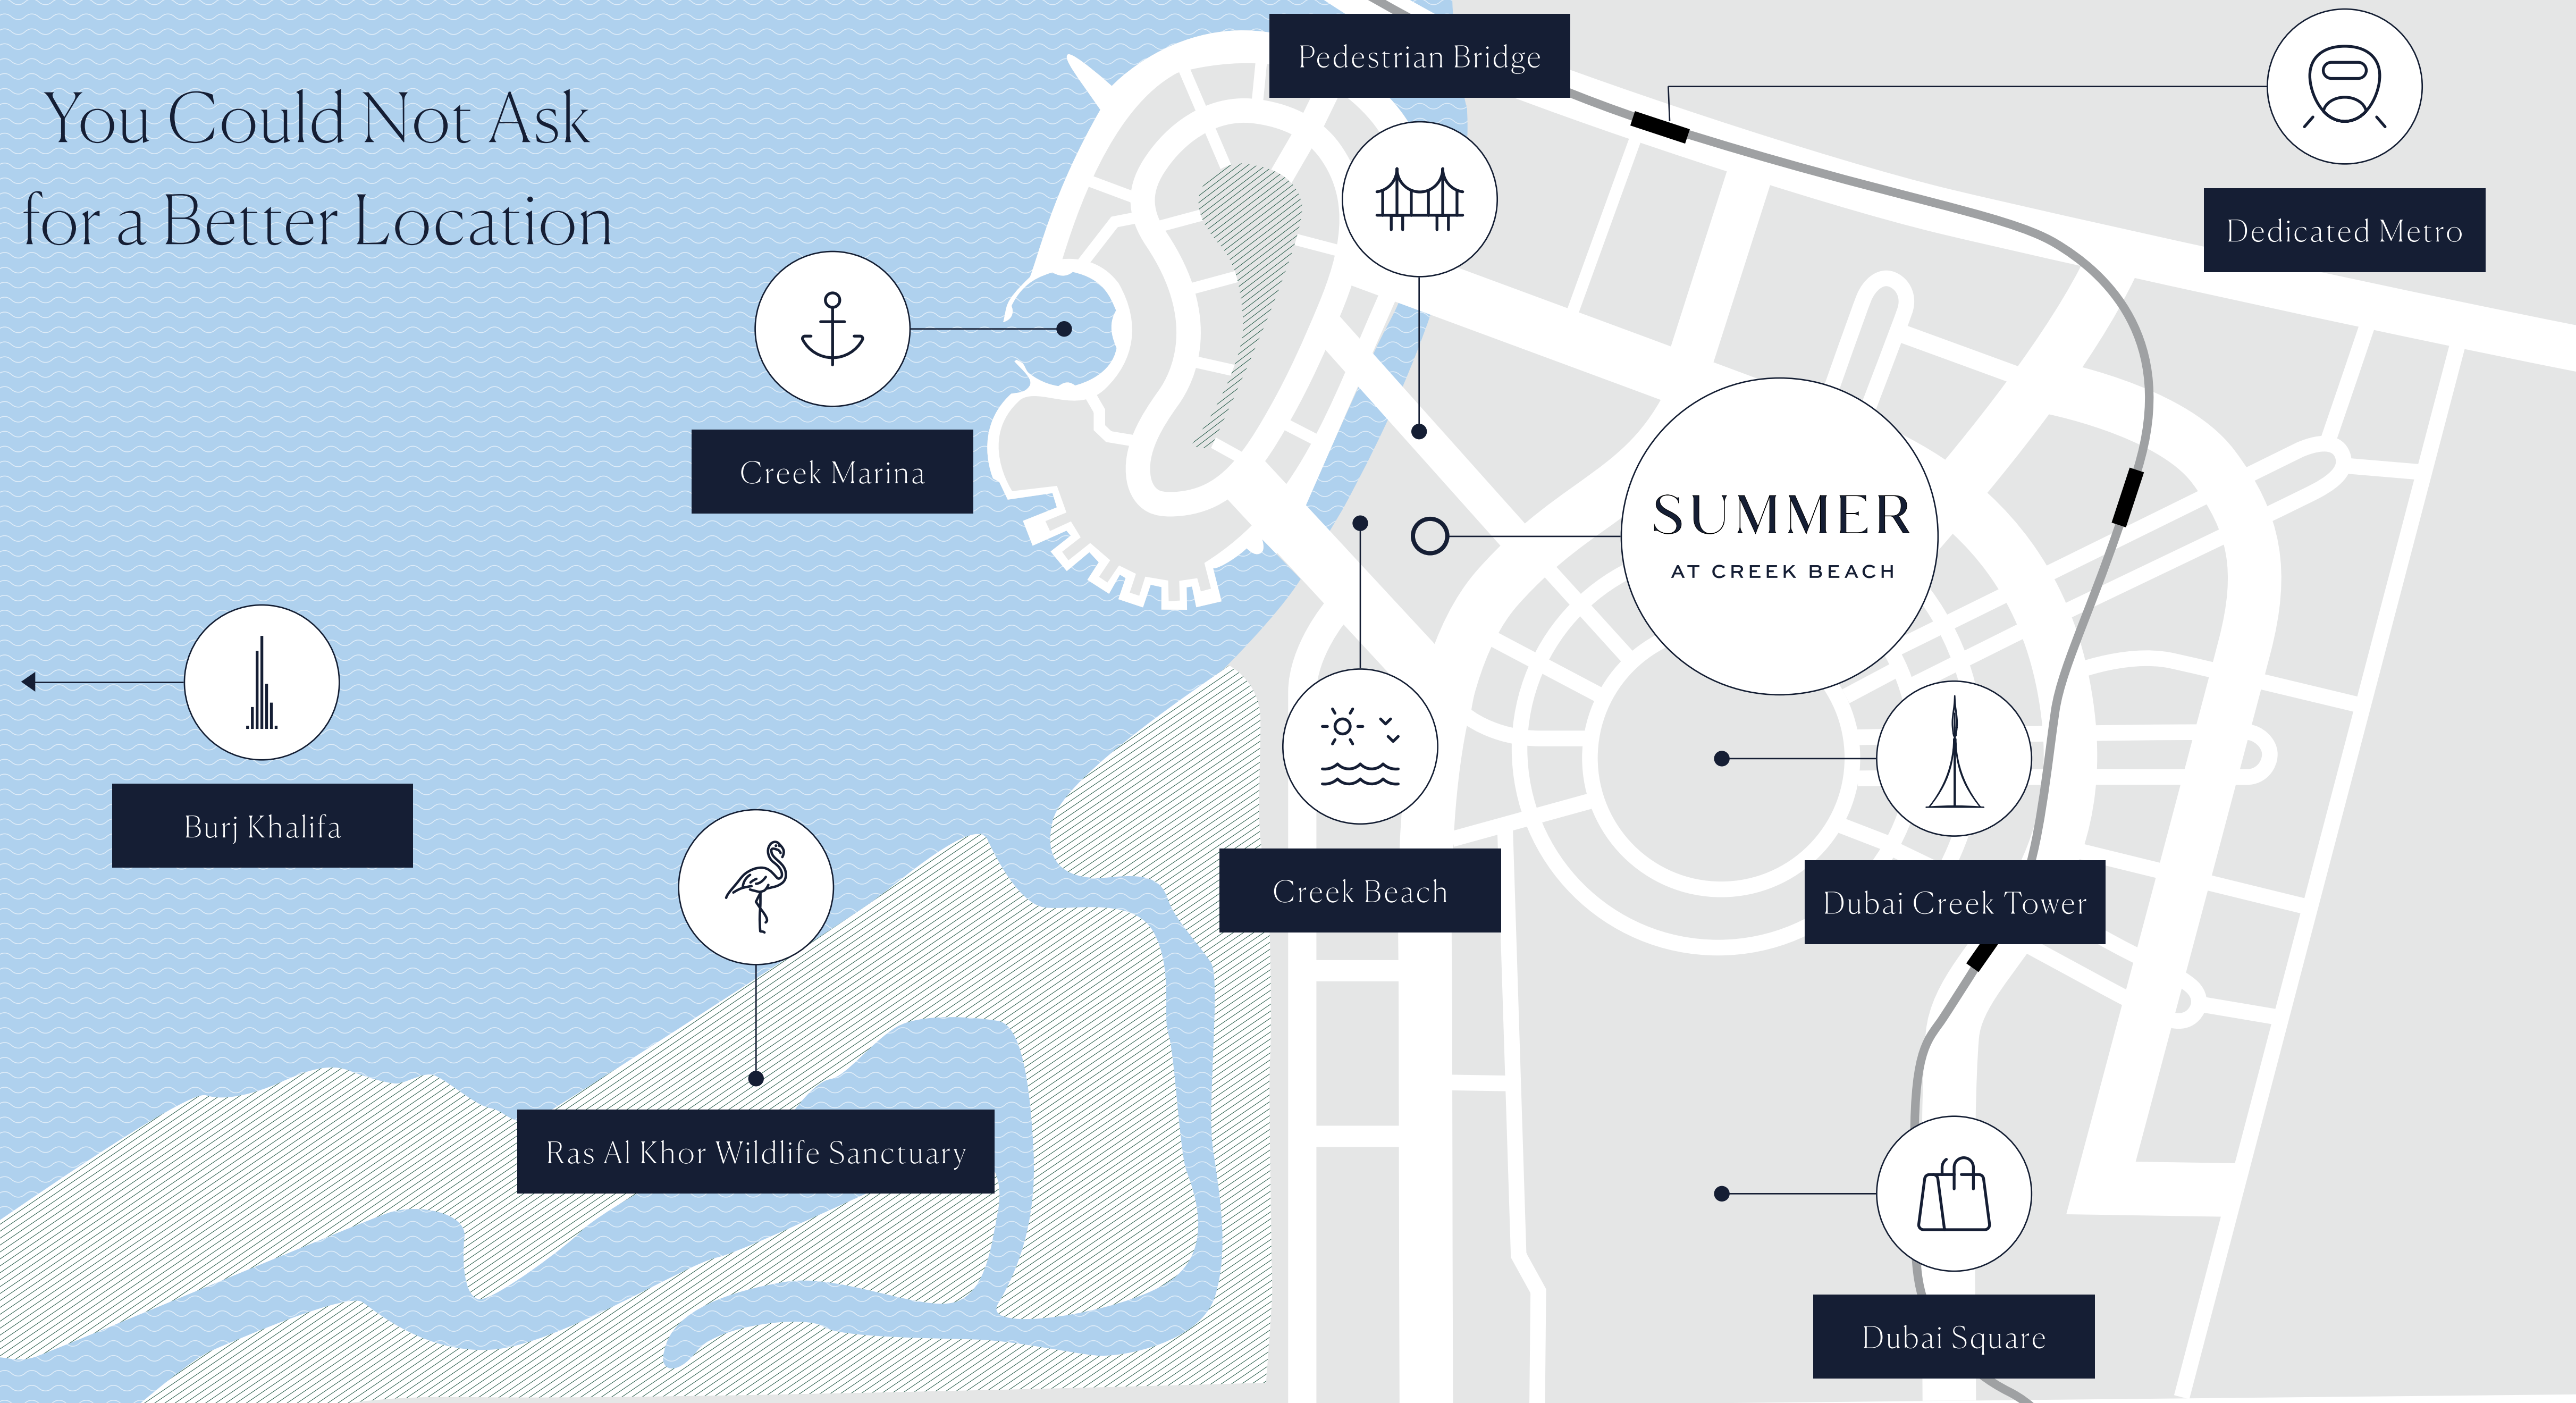 You Could Not Ask
for a Better Location
Pedestrian Bridge
Dedicated Metro
Creek Marina
SUMMER
AT CREEK BEACH
Burj Khalifa
Creek Beach
Dubai Creek Tower
Ras Al Khor Wildlife Sanctuary
Dubai Square